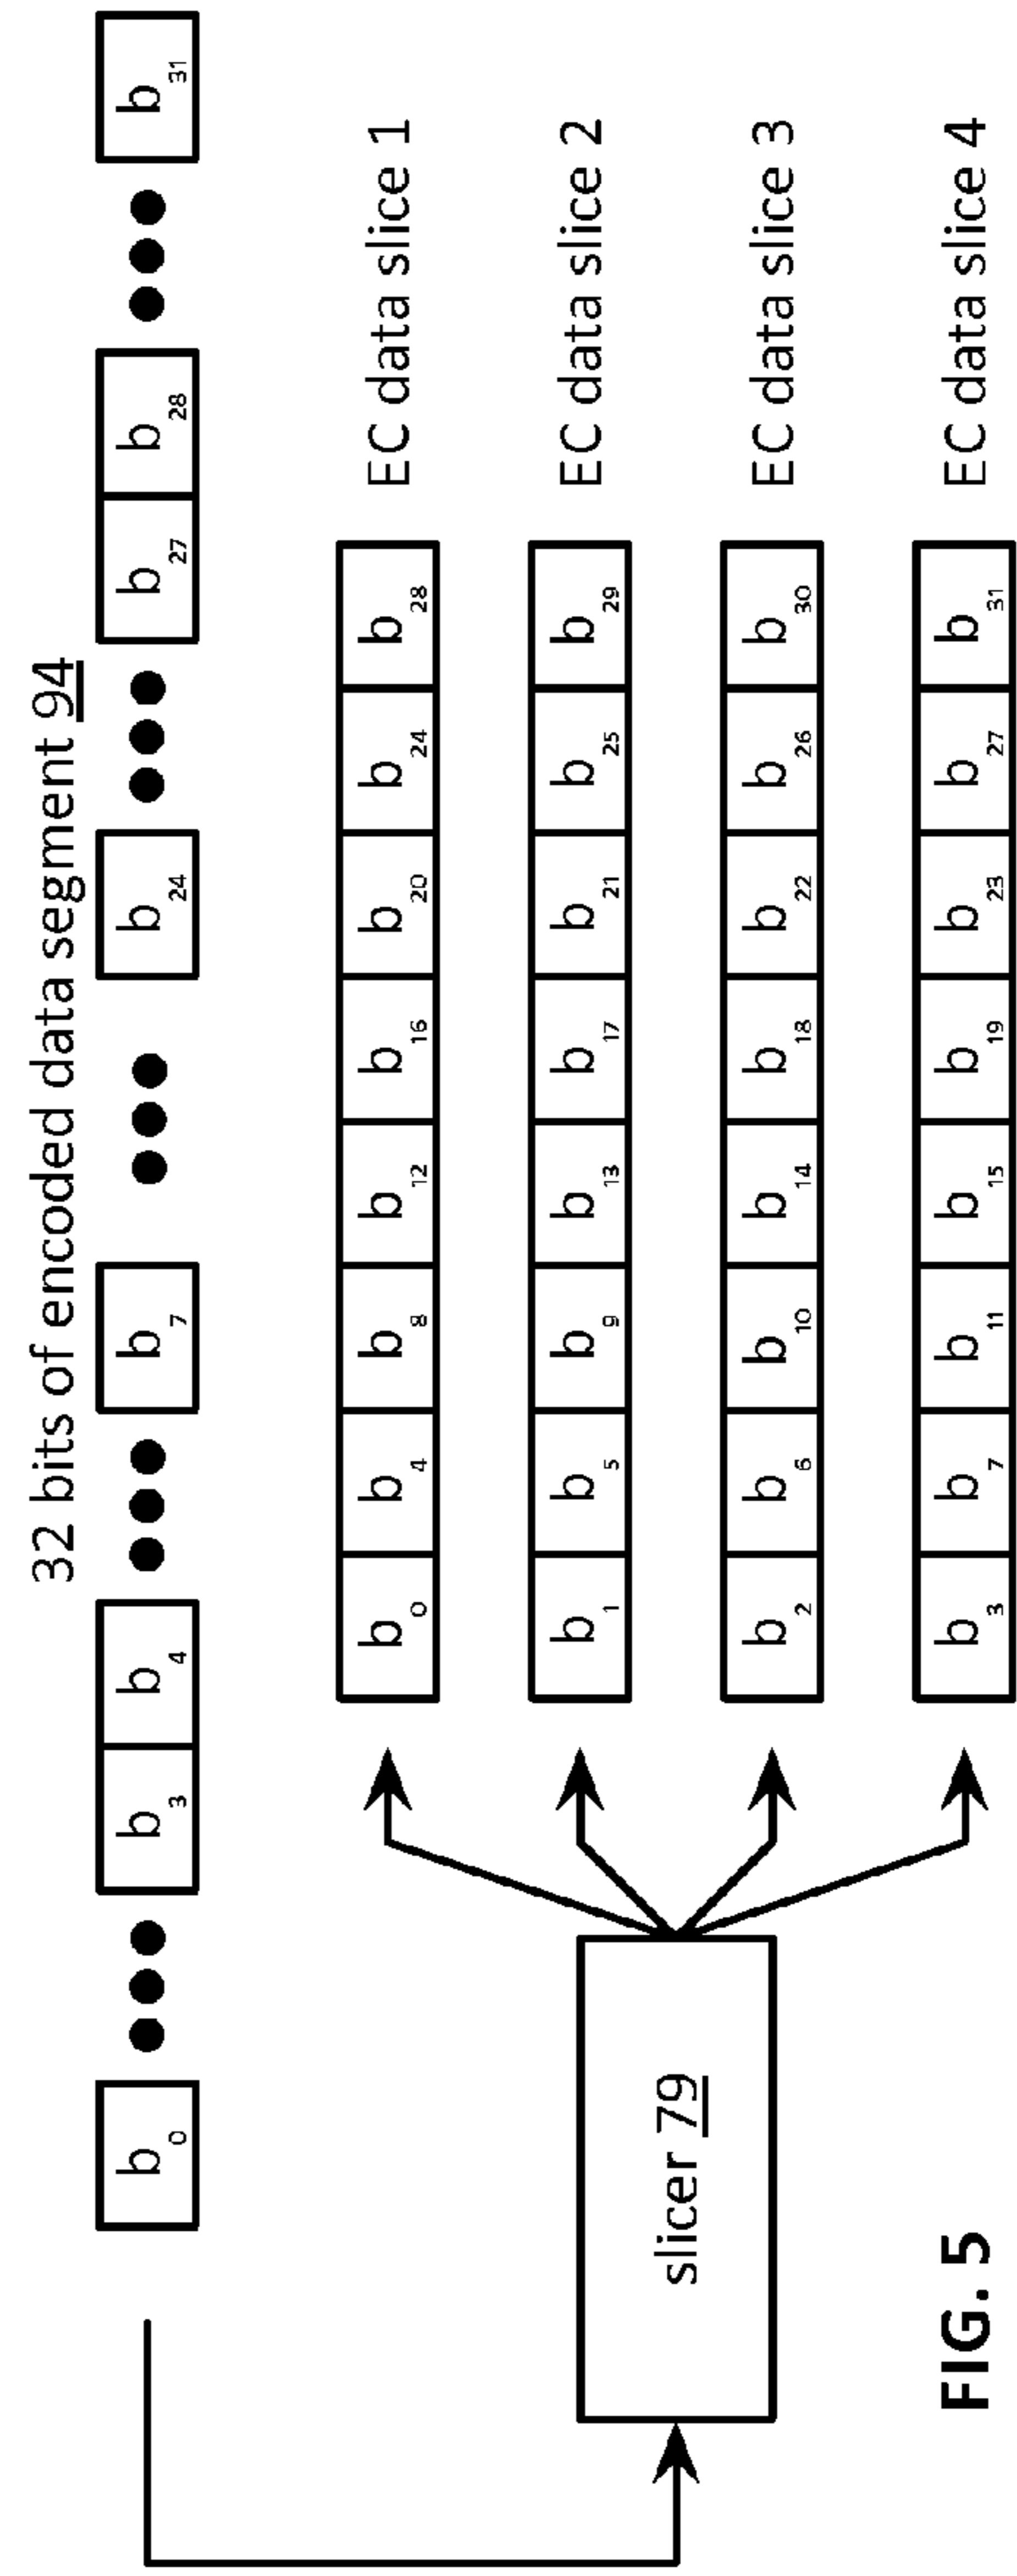 32 bits of encoded data segment 94
b0 ●●● b3 b4 ●●● b7 ●●● b24 ●●● b27 b28 ●●● b31
b0 b4 b8 b12 b16 b20 b24 b28 EC data slice 1
b1 b5 b9 b13 b17 b21 b25 b29 EC data slice 2
slicer 79
b2 b6 b10 b14 b18 b22 b26 b30 EC data slice 3
b3 b7 b11 b15 b19 b23 b27 b31 EC data slice 4
FIG. 5